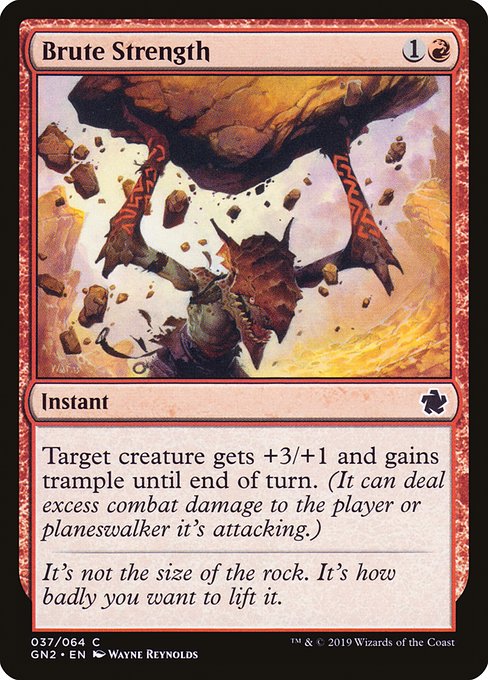 Brute Strength 1
Instant
Target creature gets +3/+1 and gains
trample until end of turn. (It can deal
excess combat damage to the player or
planeswalker it's attacking.)
It's not the size of the rock. It's how
badly you want to lift it.
037/064 C
GN2 • EN Wayne Reynolds
™ & © 2019 Wizards of the Coast